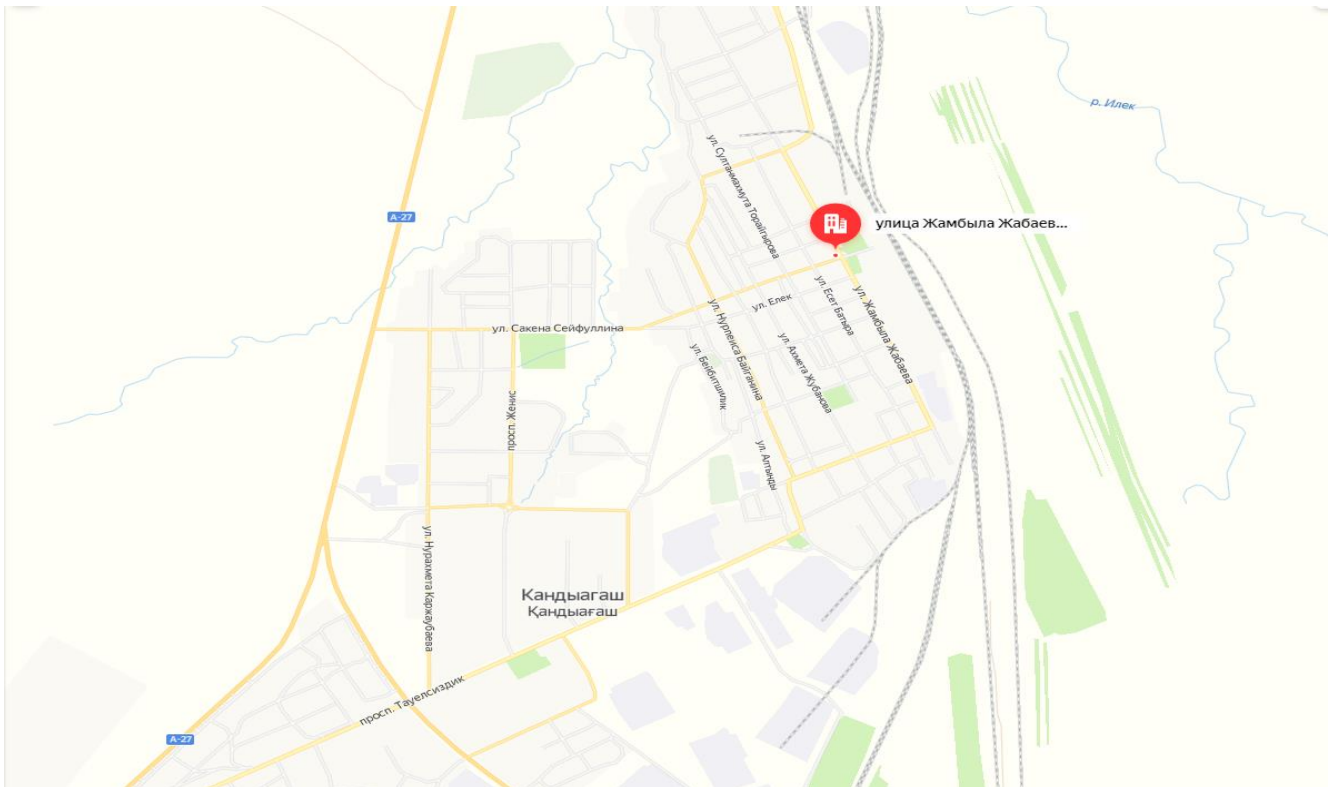 р. Илек
ул. Султанмахмута Торайгырова
А-27
улица Жамбыла Жабаев...
ул. Елек
ул. Есет Батыра
ул. Жамбыла Жабаева
ул. Сакена Сейфуллина
ул. Нурпеиса Байганина
ул. Бейбитшилик
ул. Ахмета Жубанова
просп. Женис
ул. Алтынды
ул. Нурахмета Каржаубаева
Кандыагаш
Қандыағаш
просп. Тауелсиздик
А-27